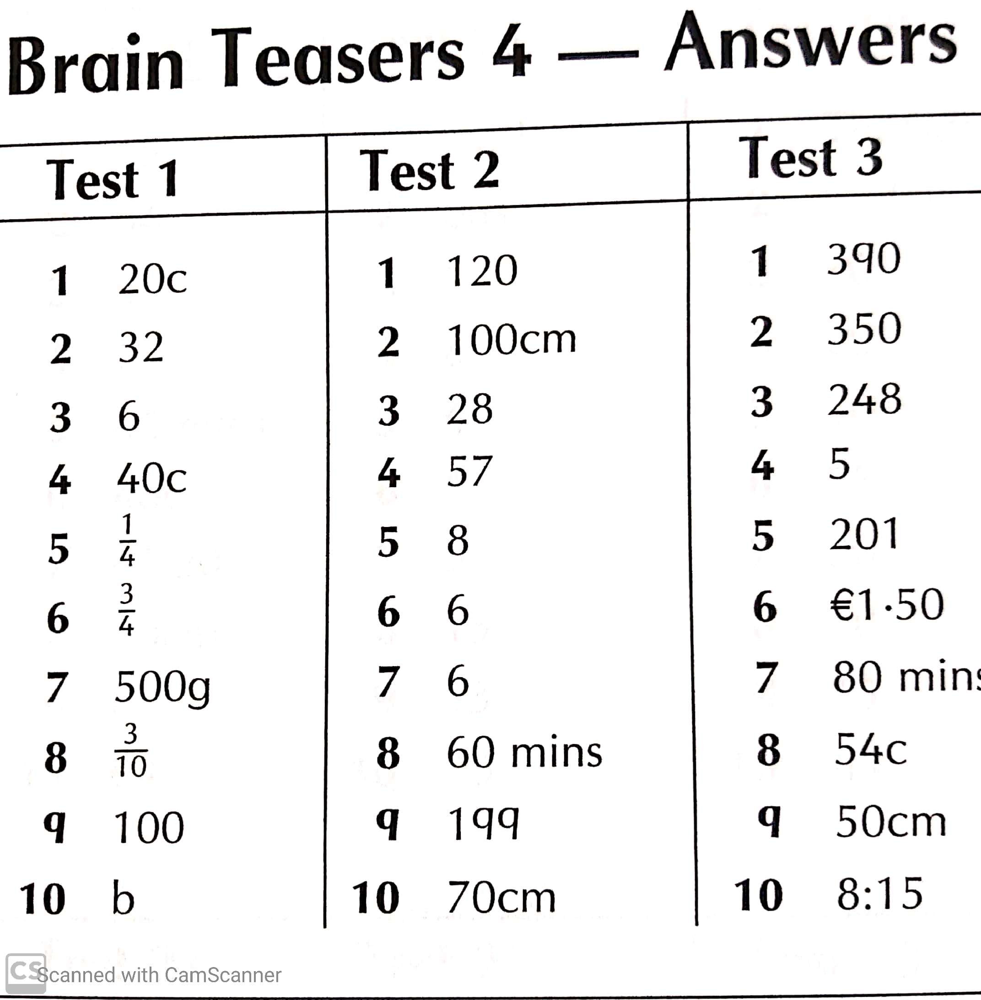 Brain Teasers 4 — Answers
Test 1 Test 2 Test 3
1 20c 1 120 1 390
2 32 2 100cm 2 350
3 6 3 28 3 248
4 40c 4 57 4 5
5 1/4 5 8 5 201
6 3/4 6 6 6 €1·50
7 500g 7 6 7 80 mins
8 3/10 8 60 mins 8 54c
9 100 9 199 9 50cm
10 b 10 70cm 10 8:15
CS Scanned with CamScanner